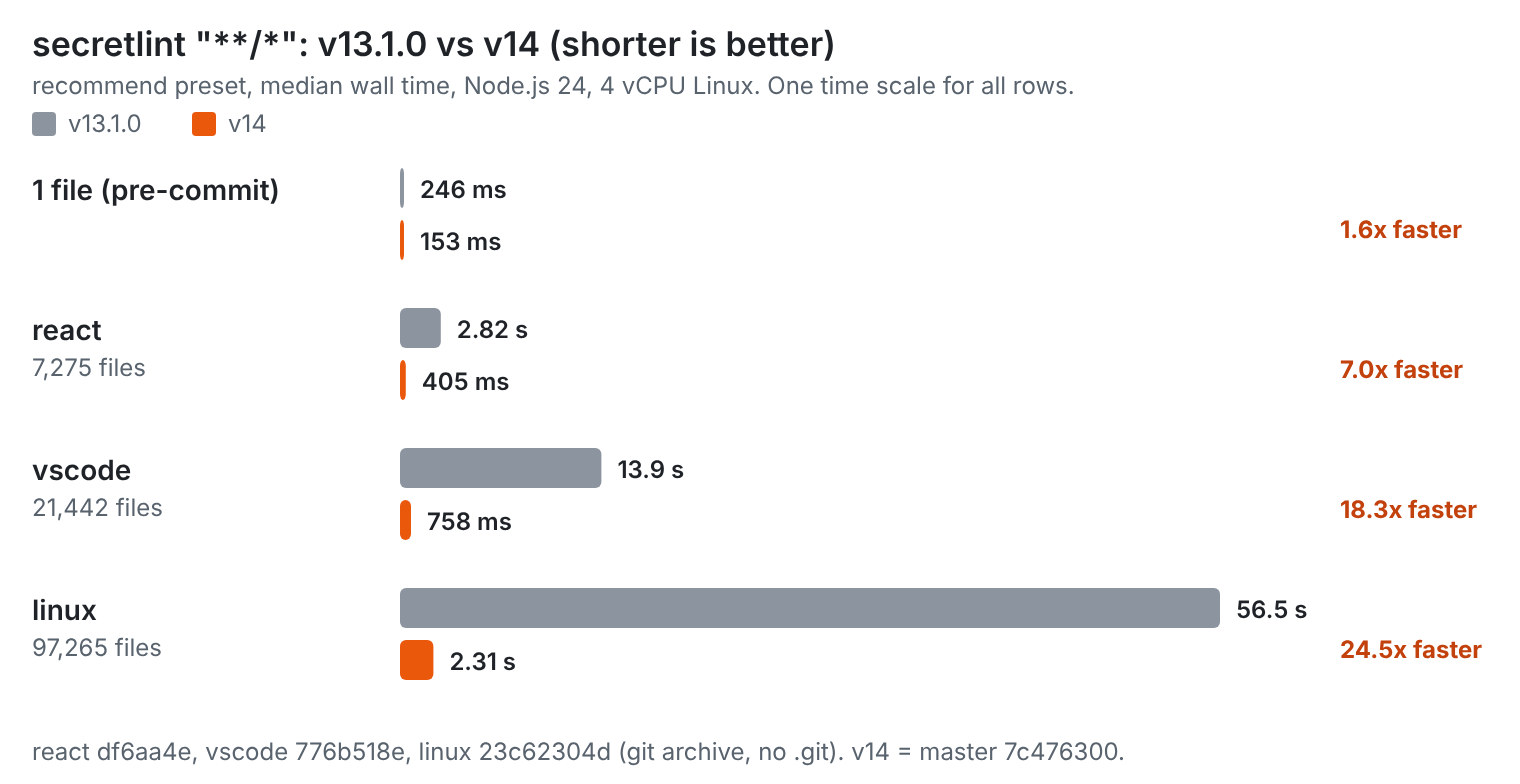 secretlint "**/*": v13.1.0 vs v14 (shorter is better)
recommend preset, median wall time, Node.js 24, 4 vCPU Linux. One time scale for all rows.
v13.1.0 v14
1 file (pre-commit)
246 ms
153 ms
1.6x faster
react
7,275 files
2.82 s
405 ms
7.0x faster
vscode
21,442 files
13.9 s
758 ms
18.3x faster
linux
97,265 files
56.5 s
2.31 s
24.5x faster
react df6aa4e, vscode 776b518e, linux 23c62304d (git archive, no .git). v14 = master 7c476300.